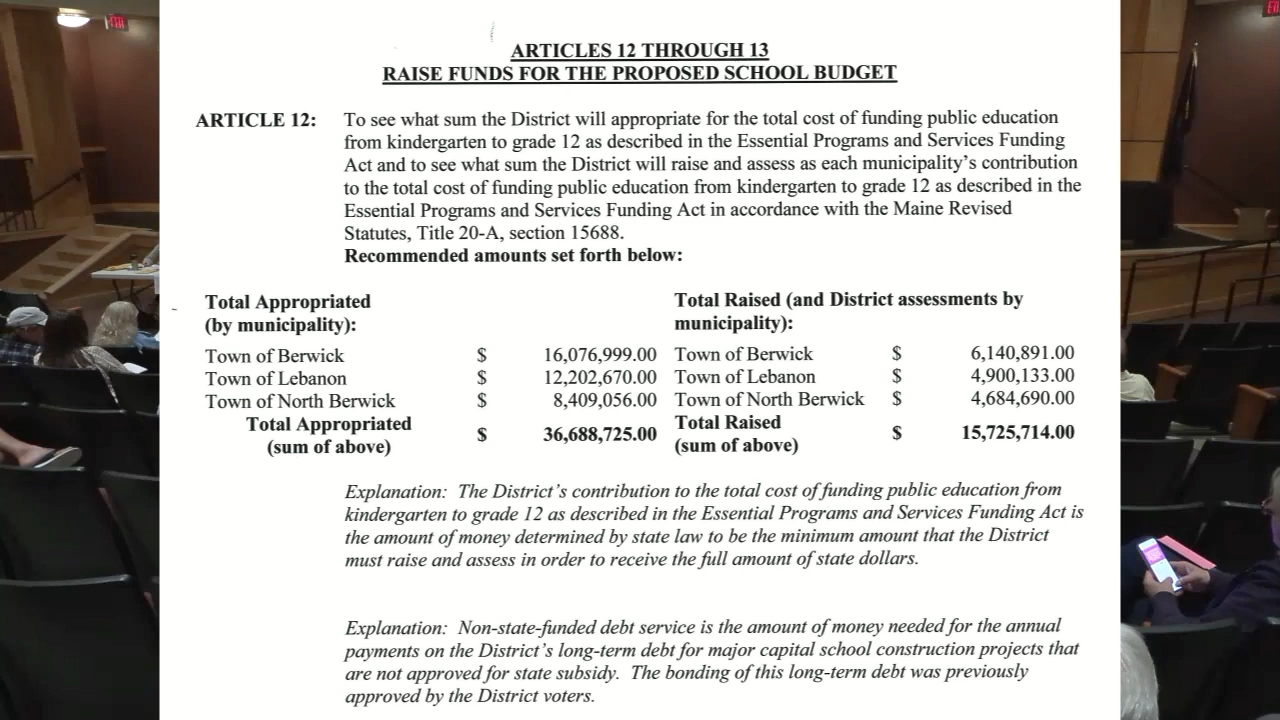 ARTICLES 12 THROUGH 13
RAISE FUNDS FOR THE PROPOSED SCHOOL BUDGET
ARTICLE 12: To see what sum the District will appropriate for the total cost of funding public education
from kindergarten to grade 12 as described in the Essential Programs and Services Funding
Act and to see what sum the District will raise and assess as each municipality's contribution
to the total cost of funding public education from kindergarten to grade 12 as described in the
Essential Programs and Services Funding Act in accordance with the Maine Revised
Statutes, Title 20-A, section 15688.
Recommended amounts set forth below:
Total Appropriated
(by municipality):
Town of Berwick $ 16,076,999.00
Town of Lebanon $ 12,202,670.00
Town of North Berwick $ 8,409,056.00
Total Appropriated
(sum of above) $ 36,688,725.00
Total Raised (and District assessments by
municipality):
Town of Berwick $ 6,140,891.00
Town of Lebanon $ 4,900,133.00
Town of North Berwick $ 4,684,690.00
Total Raised
(sum of above) $ 15,725,714.00
Explanation: The District's contribution to the total cost of funding public education from
kindergarten to grade 12 as described in the Essential Programs and Services Funding Act is
the amount of money determined by state law to be the minimum amount that the District
must raise and assess in order to receive the full amount of state dollars.
Explanation: Non-state-funded debt service is the amount of money needed for the annual
payments on the District's long-term debt for major capital school construction projects that
are not approved for state subsidy. The bonding of this long-term debt was previously
approved by the District voters.
EXIT